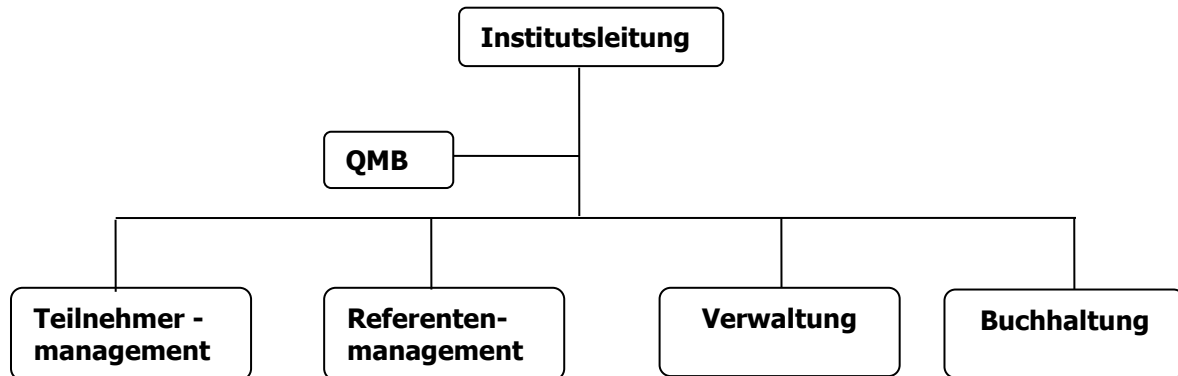 Institutsleitung
QMB
Teilnehmer -
management
Referenten-
management
Verwaltung
Buchhaltung